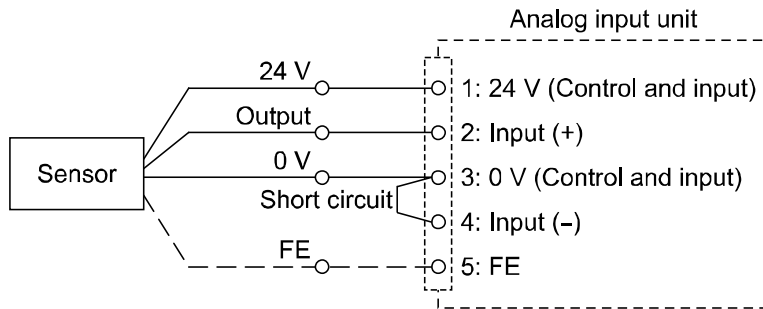 Analog input unit
24 V
1: 24 V (Control and input)
Output
2: Input (+)
Sensor
0 V
3: 0 V (Control and input)
Short circuit
4: Input (–)
FE
5: FE